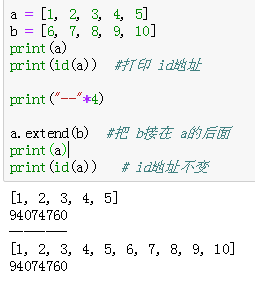 a = [1, 2, 3, 4, 5]
b = [6, 7, 8, 9, 10]
print(a)
print(id(a))  #打印 id地址
print("--"*4)
a.extend(b)  #把 b接在 a的后面
print(a)
print(id(a))  # id地址不变
[1, 2, 3, 4, 5]
94074760
--------
[1, 2, 3, 4, 5, 6, 7, 8, 9, 10]
94074760